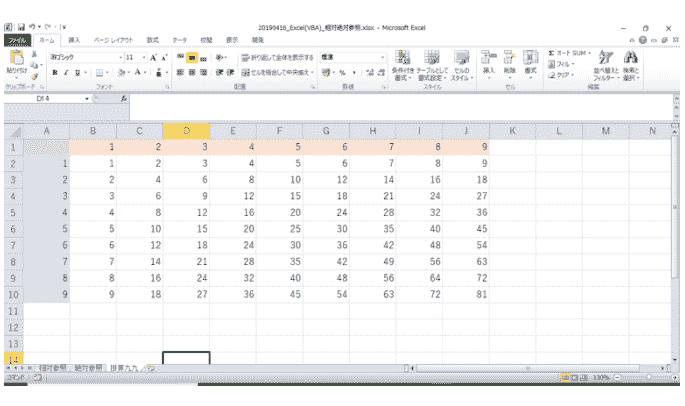 20190416_Excel(VBA)_相対絶対参照.xlsx - Microsoft Excel
ファイル ホーム 挿入 ページ レイアウト 数式 データ 校閲 表示 開発
游ゴシック 11 折り返して全体を表示する 標準 Σ オート SUM
貼り付け B I U セルを結合して中央揃え % 条件付き書式 テーブルとして書式設定 セルのスタイル 挿入 削除 書式 フィル クリア 並べ替えとフィルター 検索と選択
クリップボード フォント 配置 数値 スタイル セル 編集
D14 fx
A B C D E F G H I J K L M N
1 1 2 3 4 5 6 7 8 9
2 1 1 2 3 4 5 6 7 8 9
3 2 2 4 6 8 10 12 14 16 18
4 3 3 6 9 12 15 18 21 24 27
5 4 4 8 12 16 20 24 28 32 36
6 5 5 10 15 20 25 30 35 40 45
7 6 6 12 18 24 30 36 42 48 54
8 7 7 14 21 28 35 42 49 56 63
9 8 8 16 24 32 40 48 56 64 72
10 9 9 18 27 36 45 54 63 72 81
11
12
13
14
相対参照 絶対参照 掛算九九
コマンド 130%